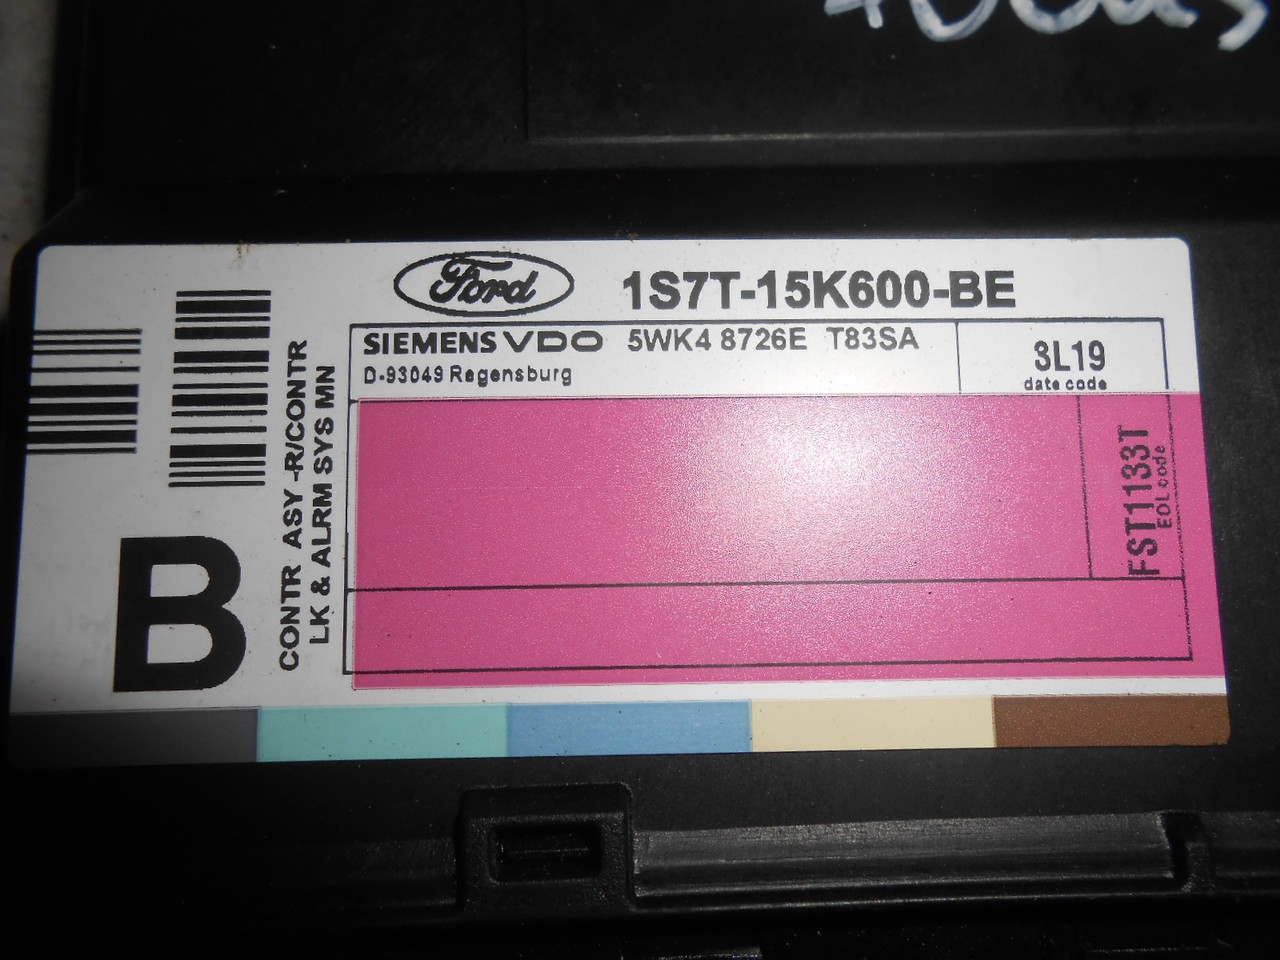 Ford
1S7T-15K600-BE
SIEMENS VDO 5WK4 8726E T83SA
D-93049 Regensburg
3L19
date code
FST1133T
EOL code
CONTR ASY -R/CONTR
LK & ALRM SYS MN
B